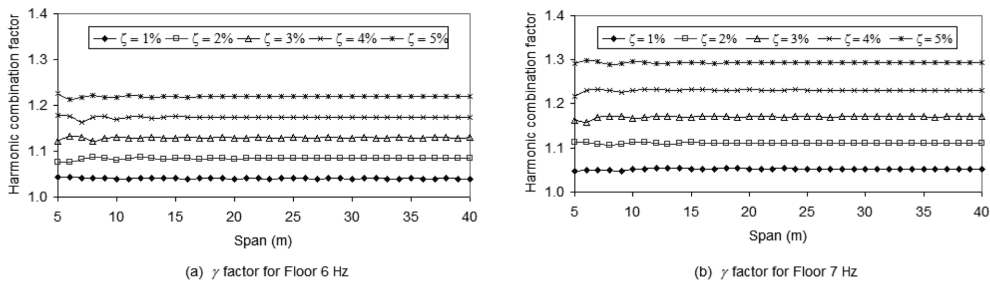 1.4
1.3
1.2
1.1
1.0
Harmonic combination factor
ζ = 1% ζ = 2% ζ = 3% ζ = 4% ζ = 5%
5 10 15 20 25 30 35 40
Span (m)
(a) γ factor for Floor 6 Hz
1.4
1.3
1.2
1.1
1.0
Harmonic combination factor
ζ = 1% ζ = 2% ζ = 3% ζ = 4% ζ = 5%
5 10 15 20 25 30 35 40
Span (m)
(b) γ factor for Floor 7 Hz